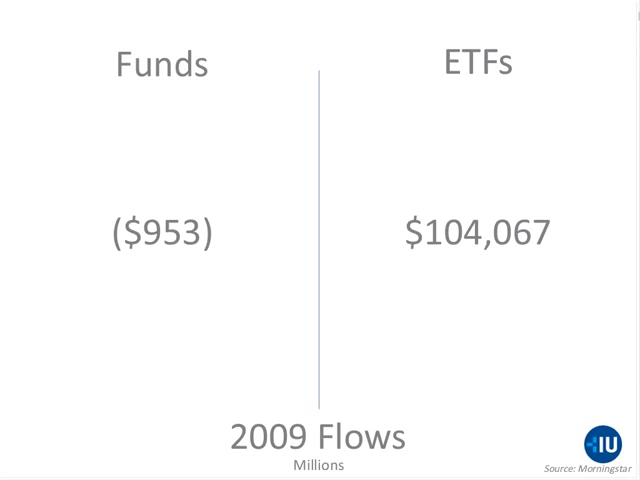 Funds
ETFs
($953)
$104,067
2009 Flows
Millions
IU
Source: Morningstar